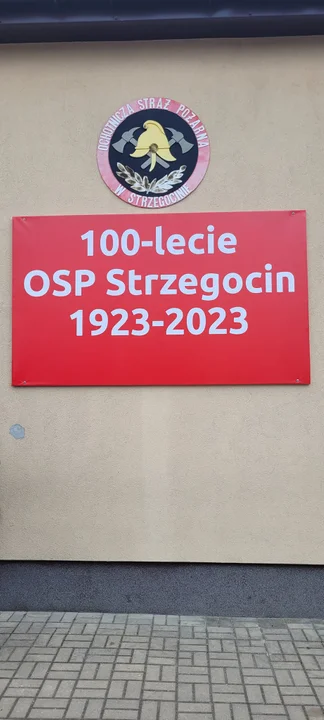 OCHOTNICZA STRAŻ POŻARNA
W STRZEGOCINIE
100-lecie
OSP Strzegocin
1923-2023